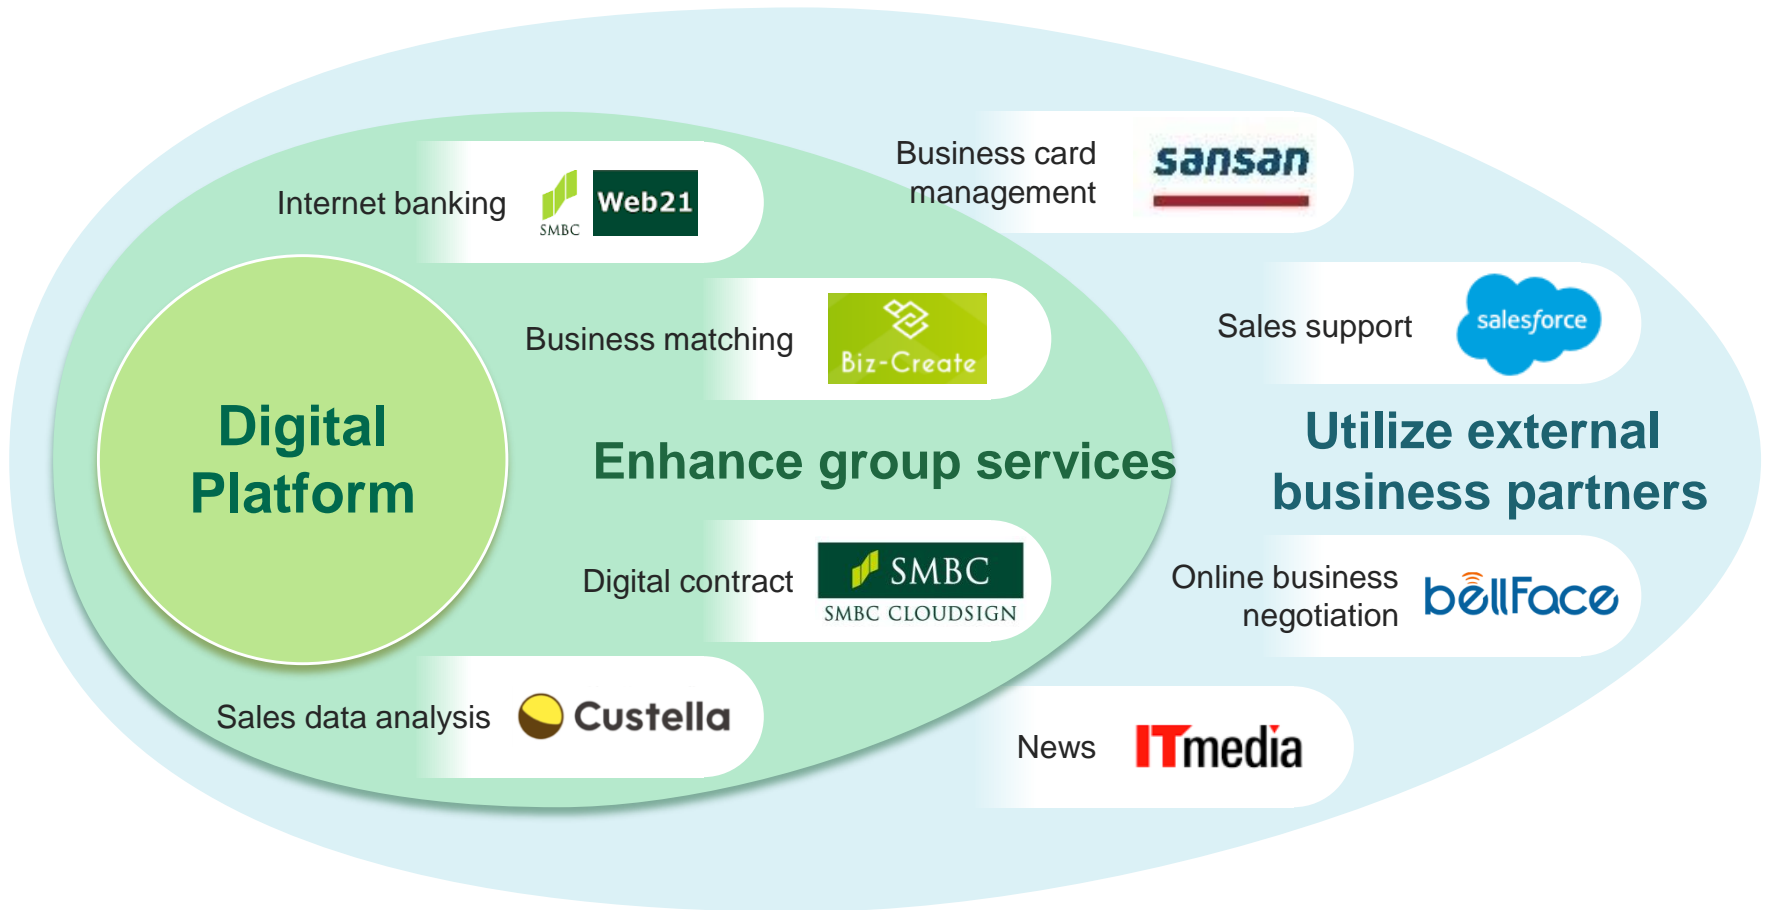 Business card
management
sansan
Internet banking
SMBC
Web21
Business matching
Biz-Create
Sales support
salesforce
Digital
Platform
Enhance group services
Utilize external
business partners
Digital contract
SMBC
SMBC CLOUDSIGN
Online business
negotiation
bellFace
Sales data analysis
Custella
News
ITmedia